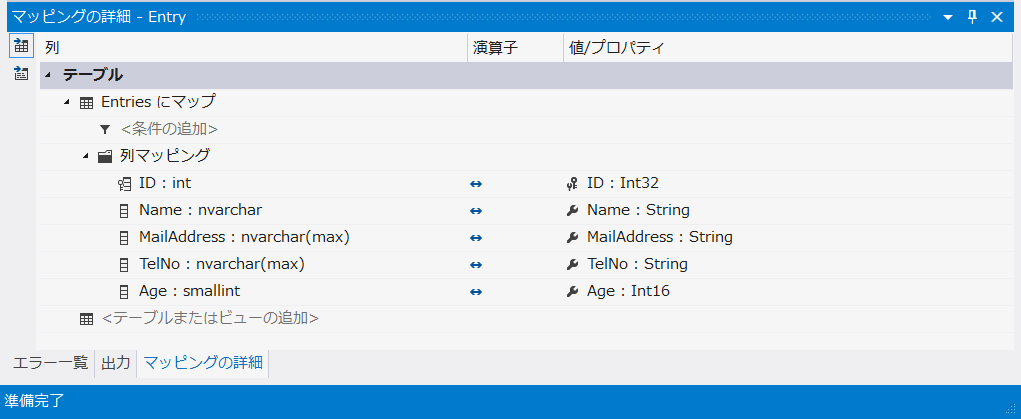 マッピングの詳細 - Entry
列 演算子 値/プロパティ
テーブル
Entries にマップ
<条件の追加>
列マッピング
ID : int ID : Int32
Name : nvarchar Name : String
MailAddress : nvarchar(max) MailAddress : String
TelNo : nvarchar(max) TelNo : String
Age : smallint Age : Int16
<テーブルまたはビューの追加>
エラー一覧 出力 マッピングの詳細
準備完了